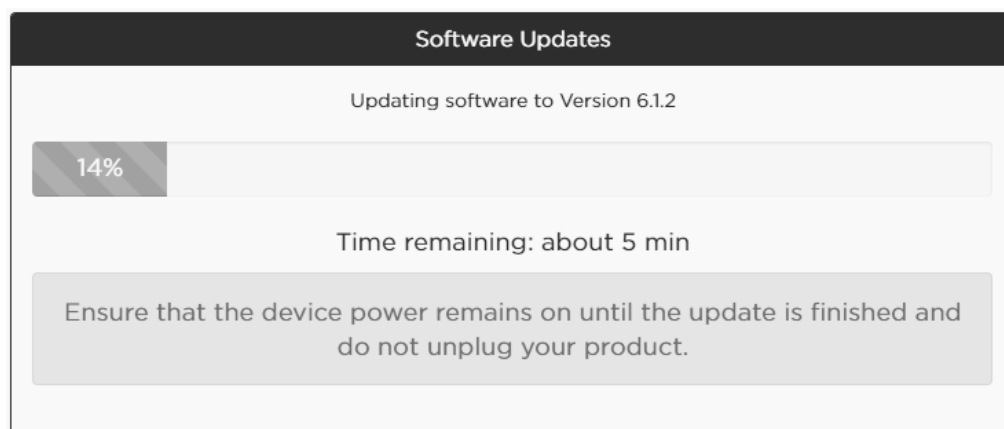 Software Updates
Updating software to Version 6.1.2
14%
Time remaining: about 5 min
Ensure that the device power remains on until the update is finished and
do not unplug your product.